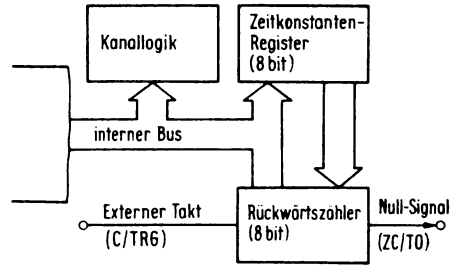 Kanallogik
Zeitkonstanten-
Register
(8 bit)
interner Bus
Externer Takt
(C/TRG)
Rückwärtszähler
(8 bit)
Null-Signal
(ZC/TO)